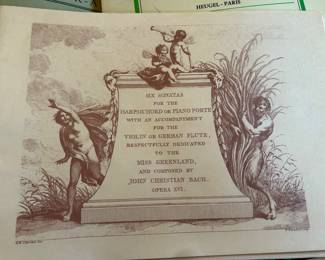 HEUGEL - PARIS
SIX SONATAS
FOR THE
HARPSICHORD OR PIANO FORTE
WITH AN ACCOMPANYMENT
FOR THE
VIOLIN OR GERMAN FLUTE,
RESPECTFULLY DEDICATED
TO THE
MISS GREENLAND,
AND COMPOSED BY
JOHN CHRISTIAN BACH.
OPERA XVI.